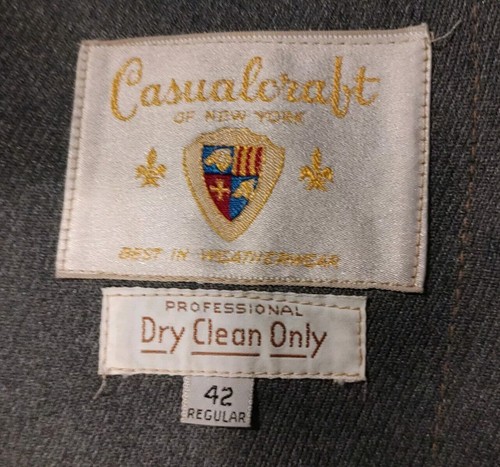 Casualcraft
OF NEW YORK
BEST IN WEATHERWEAR
PROFESSIONAL
Dry Clean Only
42
REGULAR